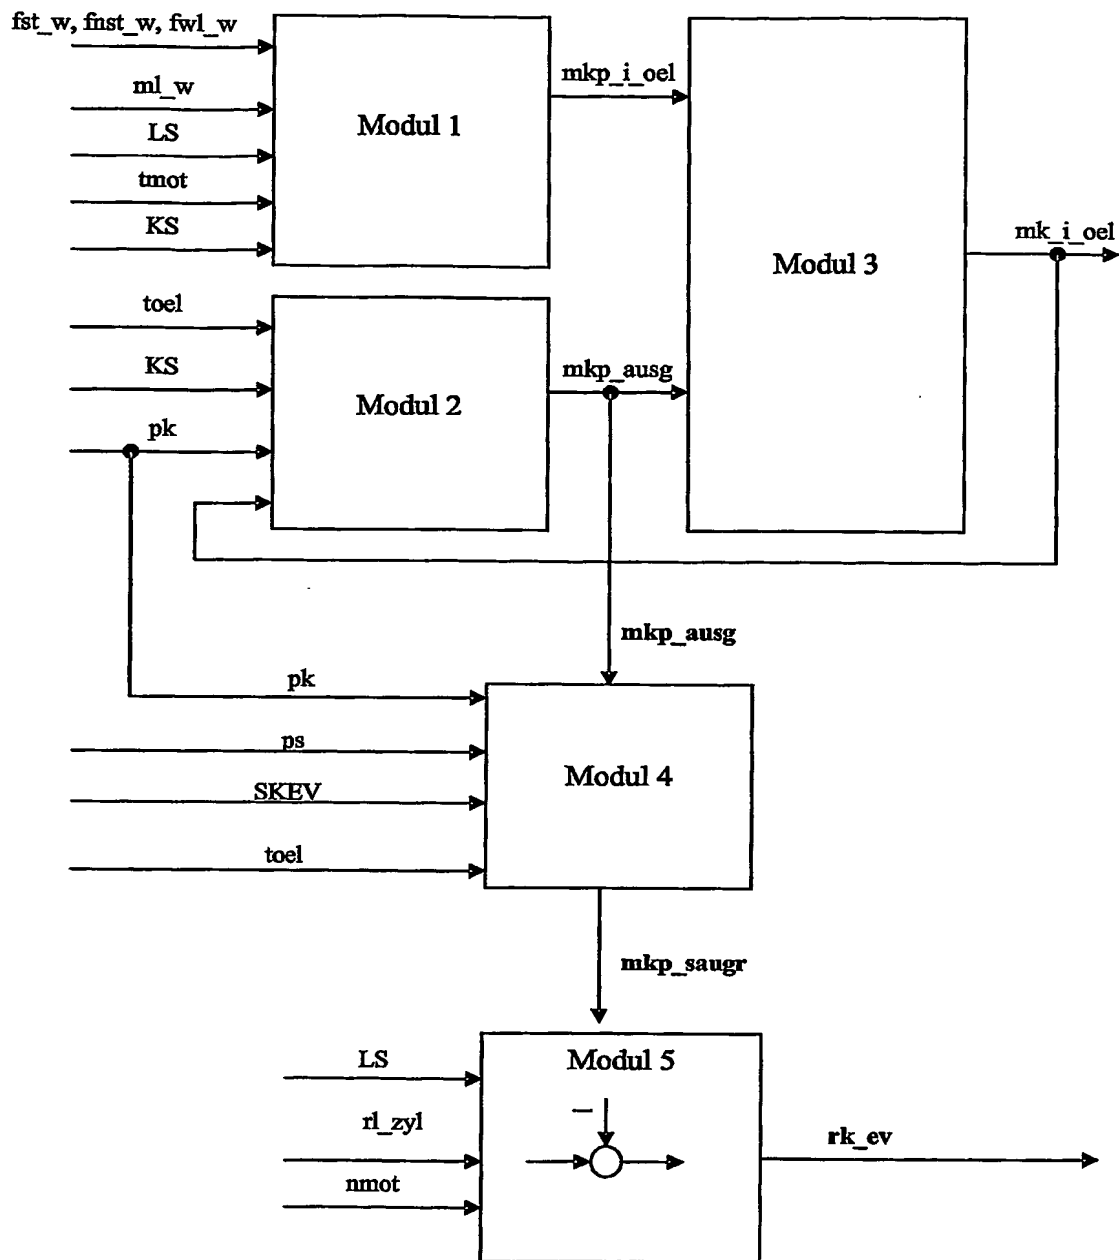 fst_w, fnst_w, fwl_w
ml_w
LS
tmot
KS
Modul 1
mkp_i_oel
Modul 3
mk_i_oel
toel
KS
pk
Modul 2
mkp_ausg
mkp_ausg
pk
ps
SKEV
toel
Modul 4
mkp_saugr
LS
rl_zyl
nmot
Modul 5
–
rk_ev